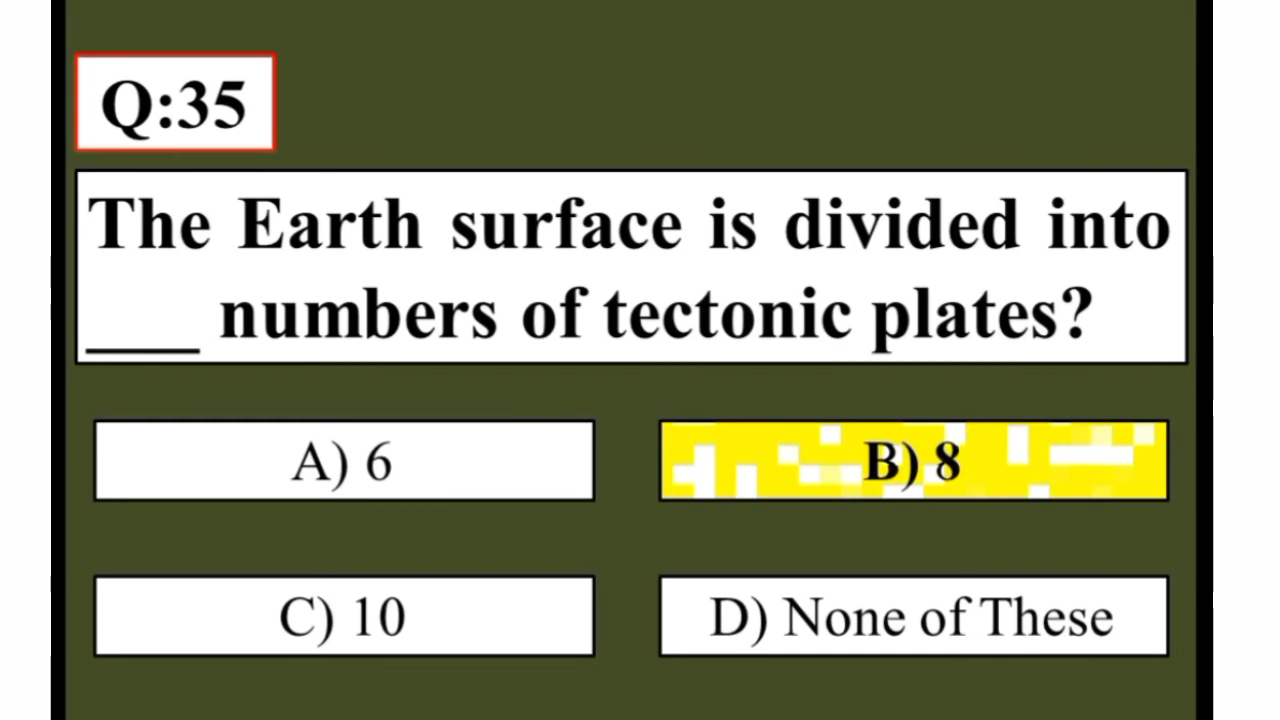 Q:35
The Earth surface is divided into
___ numbers of tectonic plates?
A) 6
B) 8
C) 10
D) None of These